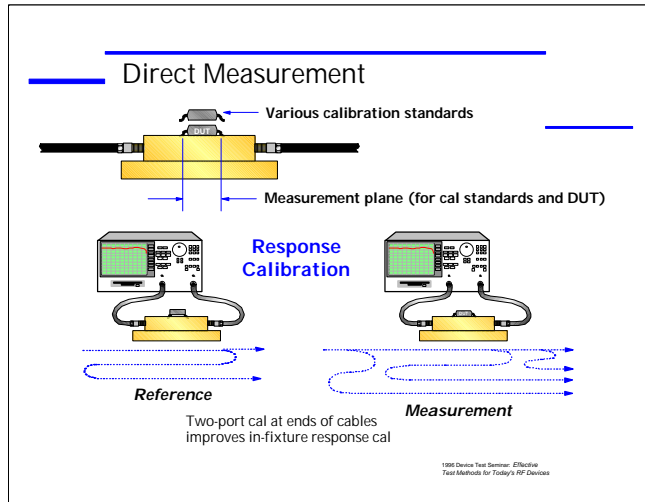 Direct Measurement
Various calibration standards
DUT
Measurement plane (for cal standards and DUT)
Response
Calibration
Reference
Measurement
Two-port cal at ends of cables
improves in-fixture response cal
1996 Device Test Seminar: Effective
Test Methods for Today's RF Devices